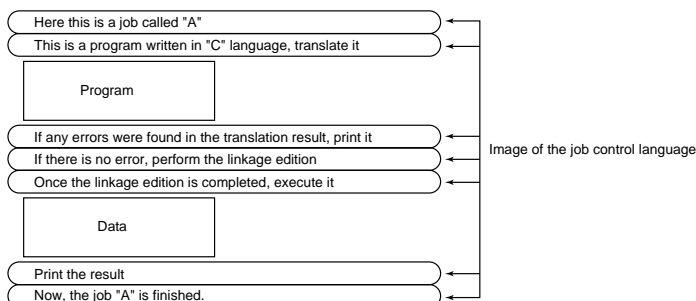 Here this is a job called "A"
This is a program written in "C" language, translate it
Program
If any errors were found in the translation result, print it
If there is no error, perform the linkage edition
Image of the job control language
Once the linkage edition is completed, execute it
Data
Print the result
Now, the job "A" is finished.